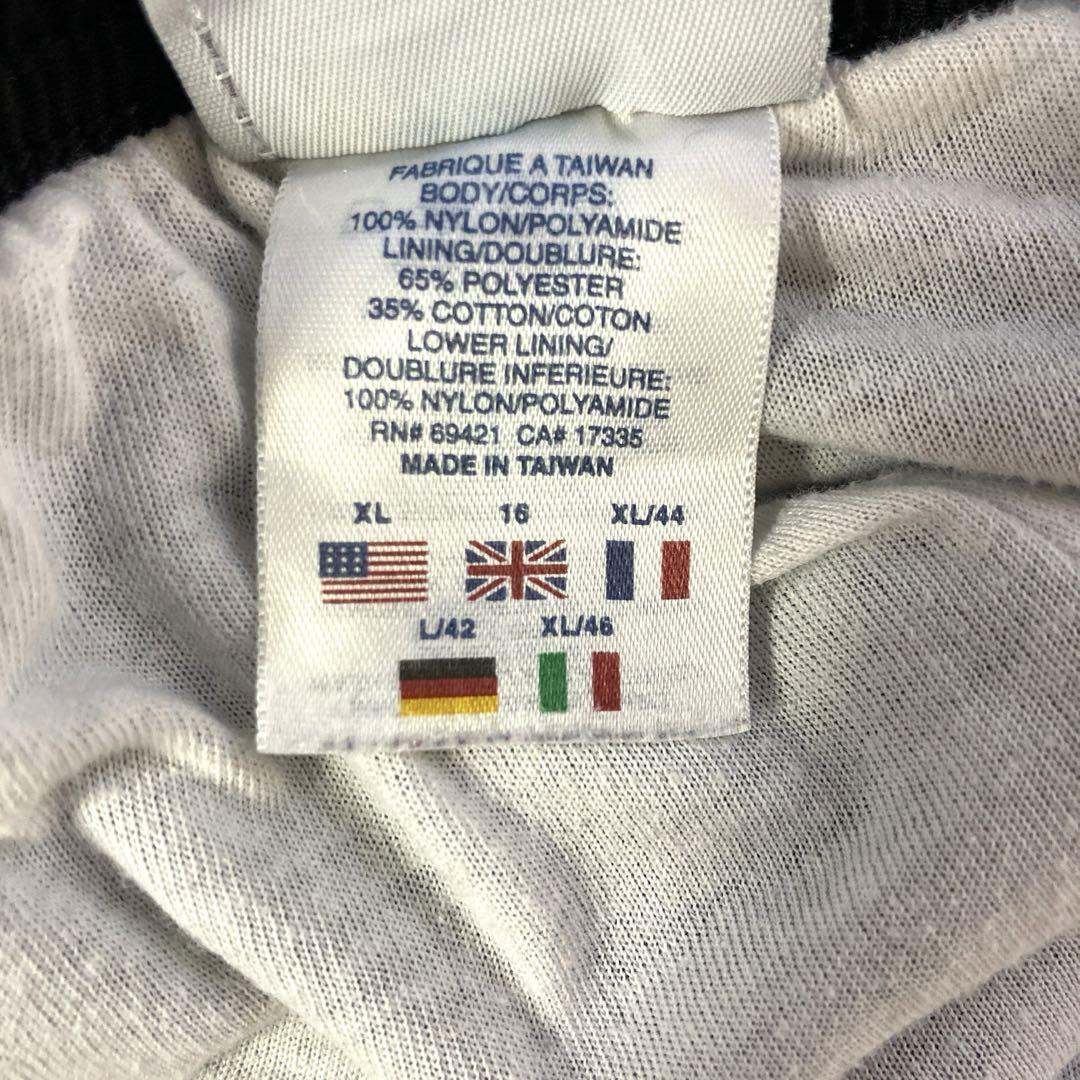 FABRIQUE A TAIWAN
BODY/CORPS:
100% NYLON/POLYAMIDE
LINING/DOUBLURE:
65% POLYESTER
35% COTTON/COTON
LOWER LINING/
DOUBLURE INFERIEURE:
100% NYLON/POLYAMIDE
RN# 69421 CA# 17335
MADE IN TAIWAN
XL 16 XL/44
L/42 XL/46